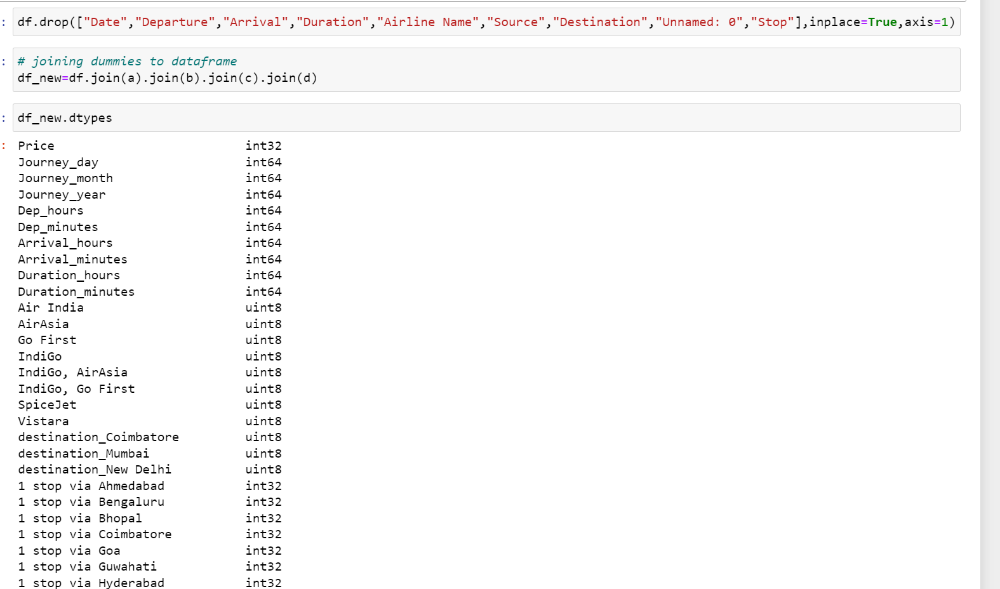 : df.drop(["Date","Departure","Arrival","Duration","Airline Name","Source","Destination","Unnamed: 0","Stop"],inplace=True,axis=1)
: # joining dummies to dataframe
df_new=df.join(a).join(b).join(c).join(d)
: df_new.dtypes
: Price int32
Journey_day int64
Journey_month int64
Journey_year int64
Dep_hours int64
Dep_minutes int64
Arrival_hours int64
Arrival_minutes int64
Duration_hours int64
Duration_minutes int64
Air India uint8
AirAsia uint8
Go First uint8
IndiGo uint8
IndiGo, AirAsia uint8
IndiGo, Go First uint8
SpiceJet uint8
Vistara uint8
destination_Coimbatore uint8
destination_Mumbai uint8
destination_New Delhi uint8
1 stop via Ahmedabad int32
1 stop via Bengaluru int32
1 stop via Bhopal int32
1 stop via Coimbatore int32
1 stop via Goa int32
1 stop via Guwahati int32
1 stop via Hyderabad int32